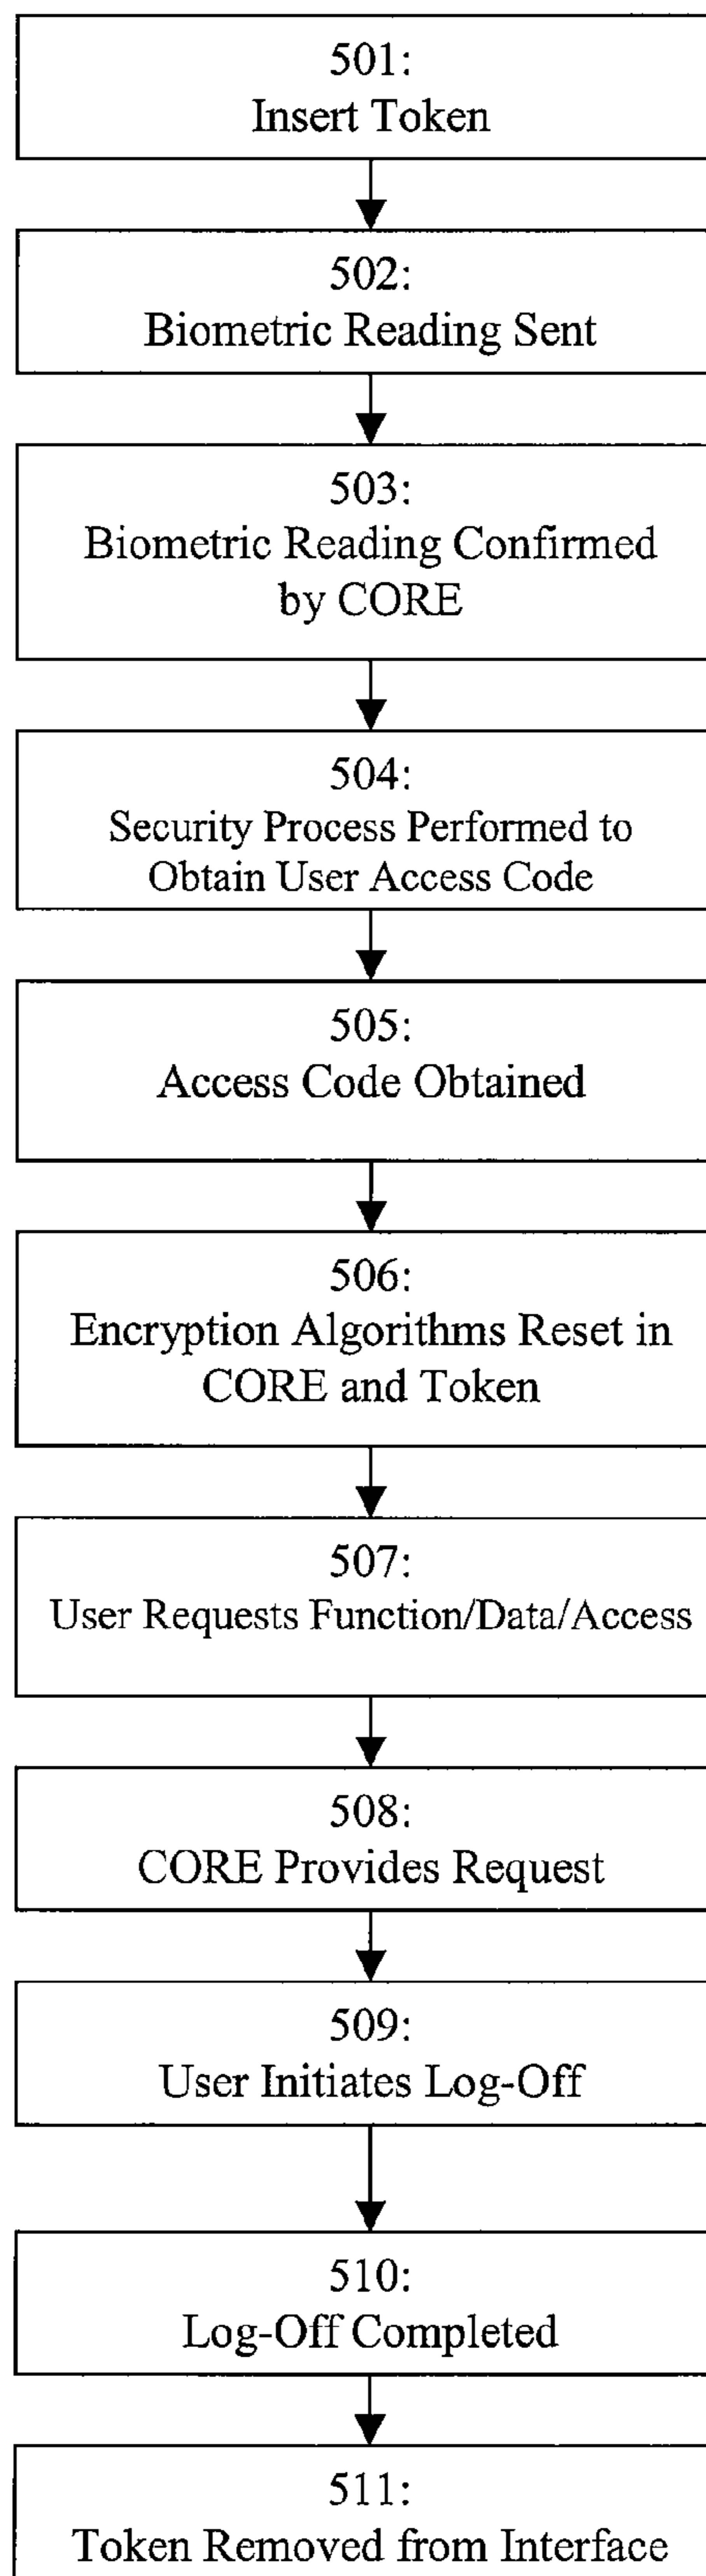 501:
Insert Token
502:
Biometric Reading Sent
503:
Biometric Reading Confirmed
by CORE
504:
Security Process Performed to
Obtain User Access Code
505:
Access Code Obtained
506:
Encryption Algorithms Reset in
CORE and Token
507:
User Requests Function/Data/Access
508:
CORE Provides Request
509:
User Initiates Log-Off
510:
Log-Off Completed
511:
Token Removed from Interface